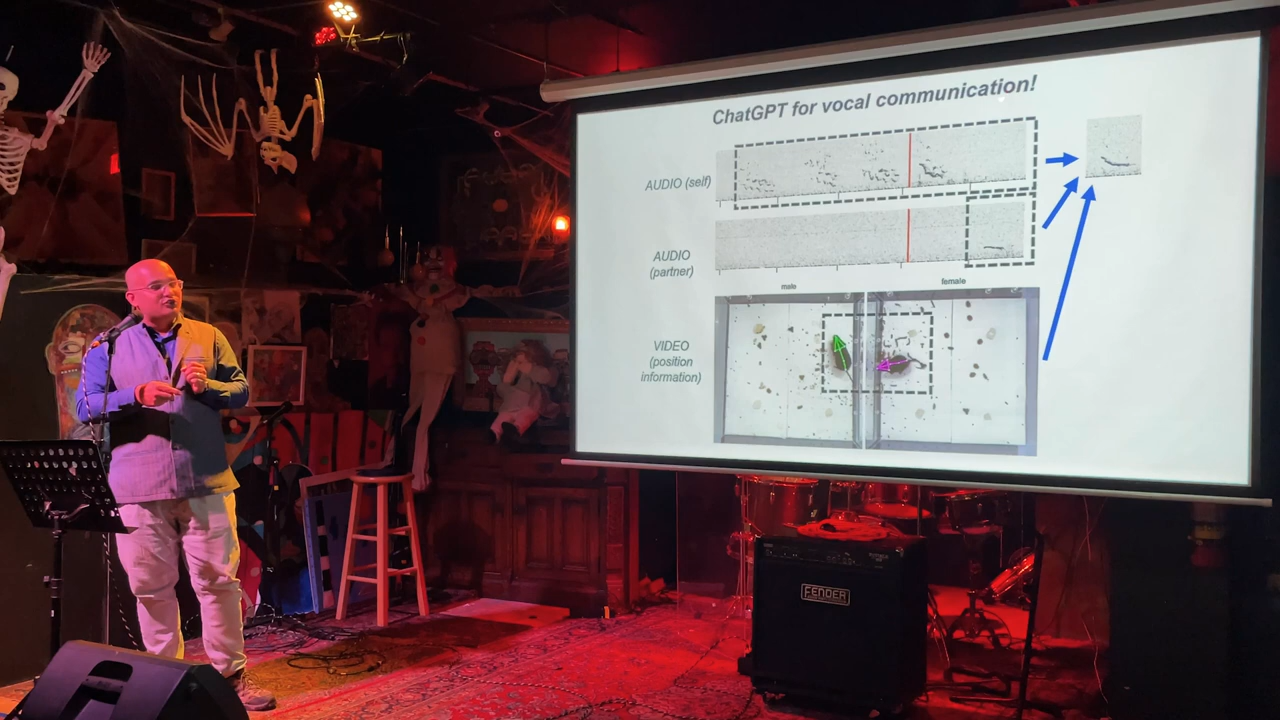 ChatGPT for vocal communication!
AUDIO (self)
AUDIO
(partner)
male
female
VIDEO
(position
information)
FENDER